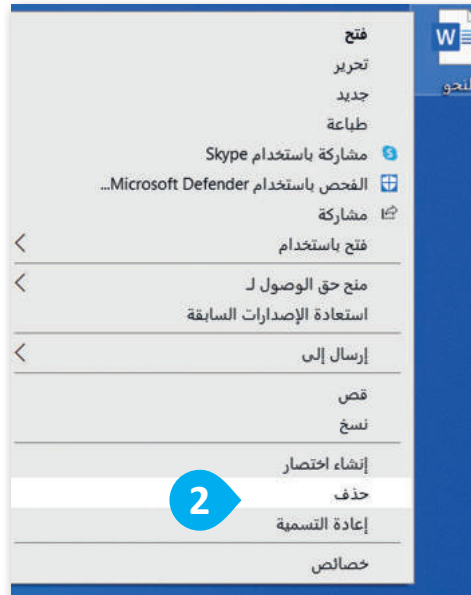 فتح
تحرير
جديد
طباعة
مشاركة باستخدام Skype
الفحص باستخدام Microsoft Defender...
مشاركة
فتح باستخدام
منح حق الوصول لـ
استعادة الإصدارات السابقة
إرسال إلى
قص
نسخ
إنشاء اختصار
حذف
2
إعادة التسمية
خصائص
W